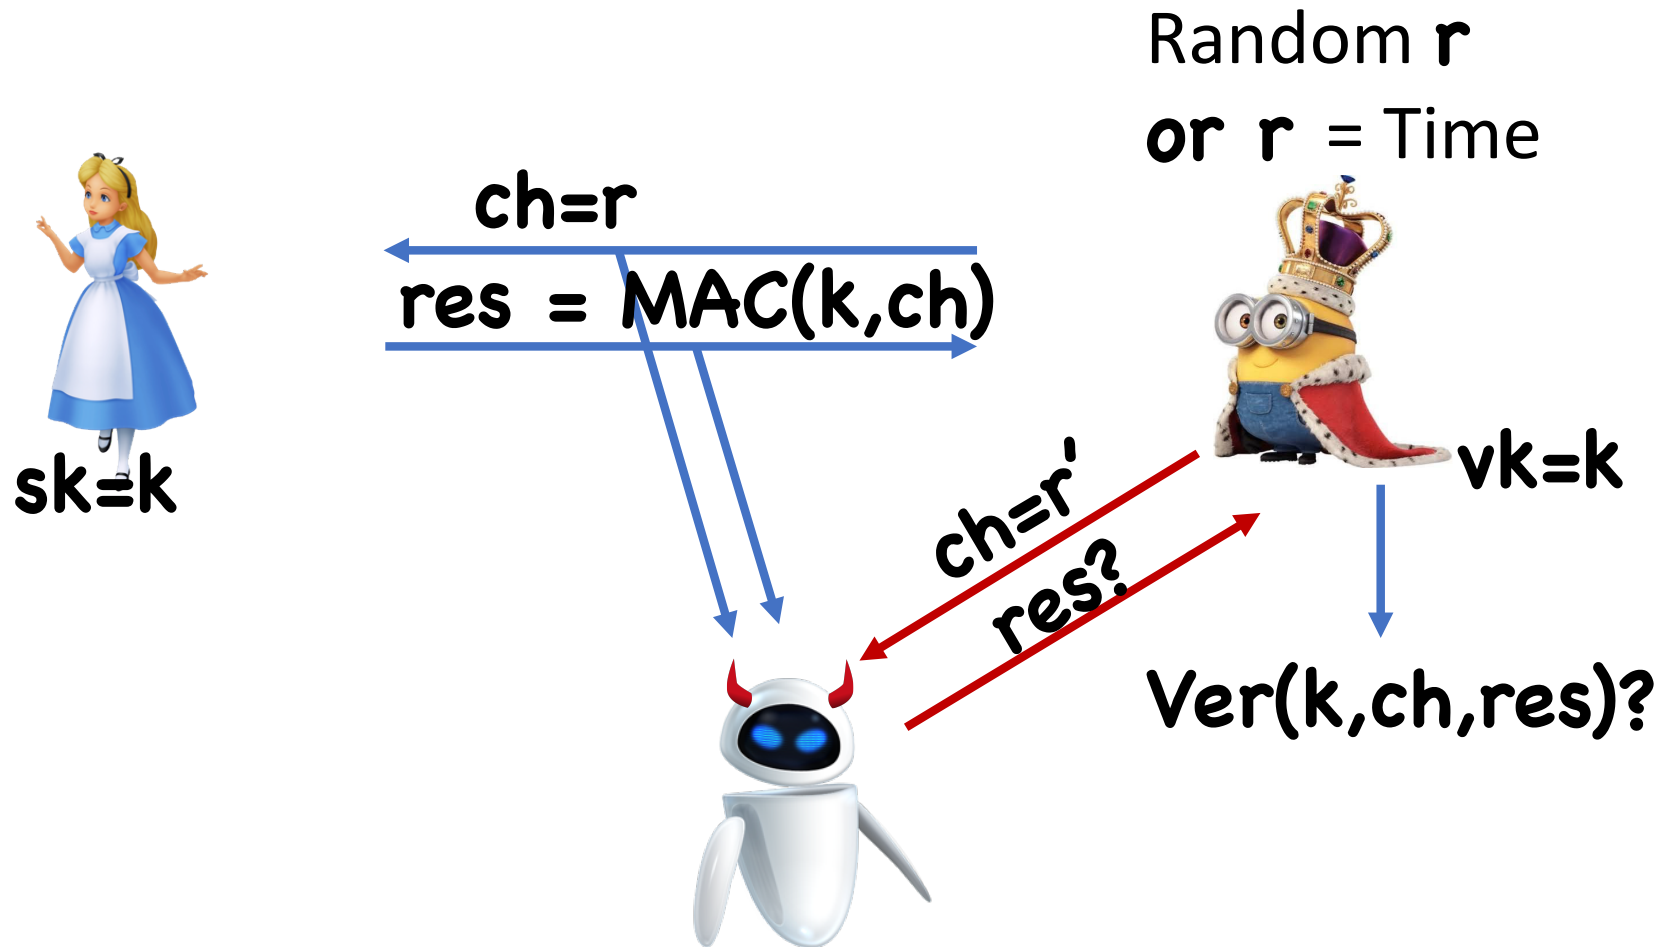 Random r
or r = Time
ch=r
res = MAC(k,ch)
sk=k
vk=k
ch=r'
res?
Ver(k,ch,res)?